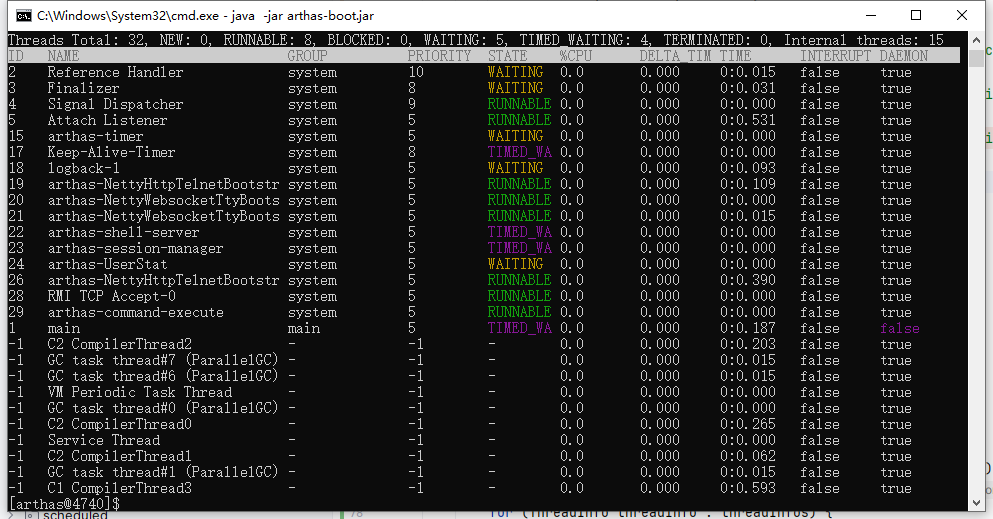 C:\Windows\System32\cmd.exe - java  -jar arthas-boot.jar
Threads Total: 32, NEW: 0, RUNNABLE: 8, BLOCKED: 0, WAITING: 5, TIMED_WAITING: 4, TERMINATED: 0, Internal threads: 15
ID NAME GROUP PRIORITY STATE %CPU DELTA_TIM TIME INTERRUPT DAEMON
2 Reference Handler system 10 WAITING 0.0 0.000 0:0.015 false true
3 Finalizer system 8 WAITING 0.0 0.000 0:0.031 false true
4 Signal Dispatcher system 9 RUNNABLE 0.0 0.000 0:0.000 false true
5 Attach Listener system 5 RUNNABLE 0.0 0.000 0:0.531 false true
15 arthas-timer system 5 WAITING 0.0 0.000 0:0.000 false true
17 Keep-Alive-Timer system 8 TIMED_WA 0.0 0.000 0:0.000 false true
18 logback-1 system 5 WAITING 0.0 0.000 0:0.093 false true
19 arthas-NettyHttpTelnetBootstr system 5 RUNNABLE 0.0 0.000 0:0.109 false true
20 arthas-NettyWebsocketTtyBoots system 5 RUNNABLE 0.0 0.000 0:0.000 false true
21 arthas-NettyWebsocketTtyBoots system 5 RUNNABLE 0.0 0.000 0:0.015 false true
22 arthas-shell-server system 5 TIMED_WA 0.0 0.000 0:0.000 false true
23 arthas-session-manager system 5 TIMED_WA 0.0 0.000 0:0.000 false true
24 arthas-UserStat system 5 WAITING 0.0 0.000 0:0.000 false true
26 arthas-NettyHttpTelnetBootstr system 5 RUNNABLE 0.0 0.000 0:0.390 false true
28 RMI TCP Accept-0 system 5 RUNNABLE 0.0 0.000 0:0.000 false true
29 arthas-command-execute system 5 RUNNABLE 0.0 0.000 0:0.000 false true
1 main main 5 TIMED_WA 0.0 0.000 0:0.187 false false
-1 C2 CompilerThread2 - -1 - 0.0 0.000 0:0.203 false true
-1 GC task thread#7 (ParallelGC) - -1 - 0.0 0.000 0:0.015 false true
-1 GC task thread#6 (ParallelGC) - -1 - 0.0 0.000 0:0.015 false true
-1 VM Periodic Task Thread - -1 - 0.0 0.000 0:0.000 false true
-1 GC task thread#0 (ParallelGC) - -1 - 0.0 0.000 0:0.000 false true
-1 C2 CompilerThread0 - -1 - 0.0 0.000 0:0.265 false true
-1 Service Thread - -1 - 0.0 0.000 0:0.000 false true
-1 C2 CompilerThread1 - -1 - 0.0 0.000 0:0.062 false true
-1 GC task thread#1 (ParallelGC) - -1 - 0.0 0.000 0:0.015 false true
-1 C1 CompilerThread3 - -1 - 0.0 0.000 0:0.593 false true
[arthas@4740]$
scheduled